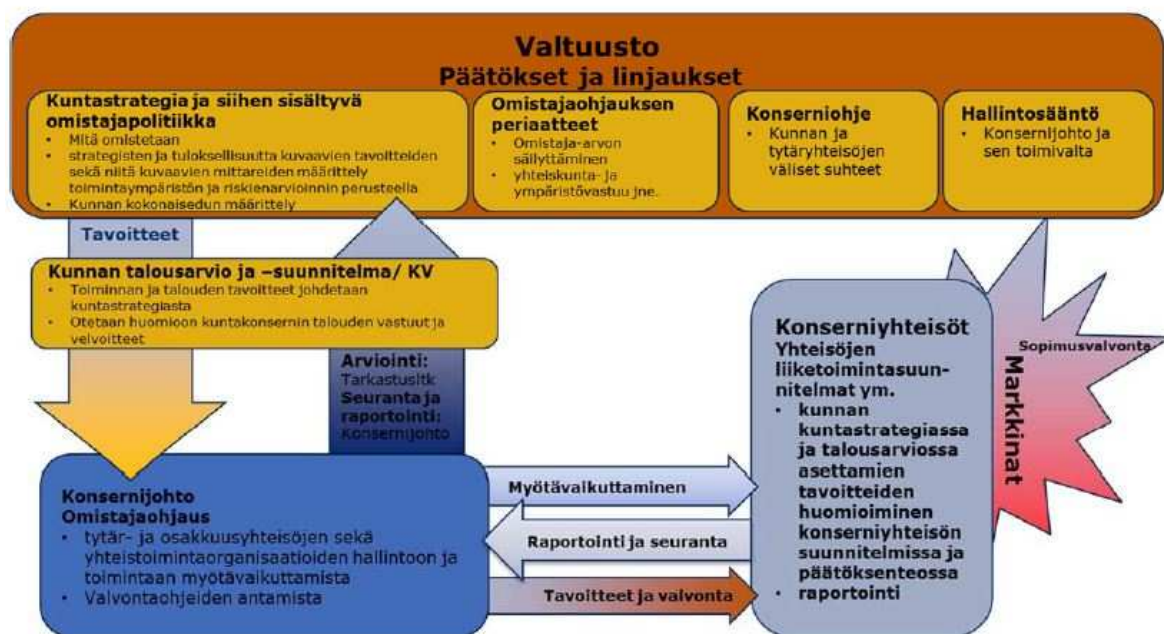 Valtuusto
Päätökset ja linjaukset
Kuntastrategia ja siihen sisältyvä
omistajapolitiikka
• Mitä omistetaan
• strategisten ja tuloksellisuutta kuvaavien tavoitteiden
sekä niitä kuvaavien mittareiden määrittely
toimintaympäristön ja riskienarvioinnin perusteella
• Kunnan kokonaisedun määrittely
Omistajaohjauksen
periaatteet
• Omistaja-arvon
säilyttäminen
• yhteiskunta- ja
ympäristövastuu jne.
Konserniohje
• Kunnan ja
tytäryhteisöjen
väliset suhteet
Hallintosääntö
• Konsernijohto ja
sen toimivalta
Tavoitteet
Kunnan talousarvio ja –suunnitelma/ KV
• Toiminnan ja talouden tavoitteet johdetaan
kuntastrategiasta
• Otetaan huomioon kuntakonsernin talouden vastuut ja
velvoitteet
Arviointi:
Tarkastusltk
Seuranta ja
raportointi:
Konsernijohto
Konsernijohto
Omistajaohjaus
• tytär- ja osakkuusyhteisöjen sekä
yhteistoimintaorganisaatioiden hallintoon ja
toimintaan myötävaikuttamista
• Valvontaohjeiden antamista
Myötävaikuttaminen
Raportointi ja seuranta
Tavoitteet ja valvonta
Konserniyhteisöt
Yhteisöjen
liiketoimintasuun-
nitelmat ym.
• kunnan
kuntastrategiassa
ja talousarviossa
asettamien
tavoitteiden
huomioiminen
konserniyhteisön
suunnitelmissa ja
päätöksenteossa
• raportointi
Sopimusvalvonta
Markkinat